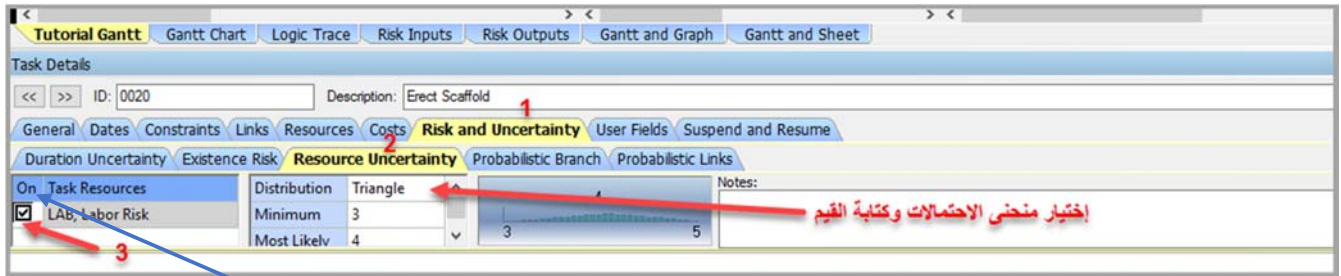 Tutorial Gantt Gantt Chart Logic Trace Risk Inputs Risk Outputs Gantt and Graph Gantt and Sheet
Task Details
<< >> ID: 0020 Description: Erect Scaffold
1
General Dates Constraints Links Resources Costs Risk and Uncertainty User Fields Suspend and Resume
2
Duration Uncertainty Existence Risk Resource Uncertainty Probabilistic Branch Probabilistic Links
On Task Resources Distribution Triangle 4 Notes:
LAB, Labor Risk Minimum 3 إختيار منحنى الاحتمالات وكتابة القيم
3 Most Likely 4 3 5